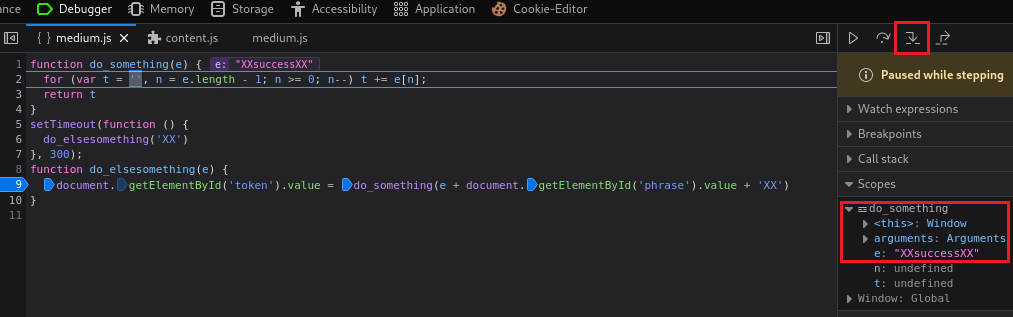 ance Debugger Memory Storage Accessibility Application Cookie-Editor
{ } medium.js content.js medium.js
1 function do_something(e) { e: "XXsuccessXX"
2 for (var t = '', n = e.length - 1; n >= 0; n--) t += e[n];
3 return t
4 }
5 setTimeout(function () {
6 do_elsesomething('XX')
7 }, 300);
8 function do_elsesomething(e) {
9 document.getElementById('token').value = do_something(e + document.getElementById('phrase').value + 'XX')
10 }
11
Paused while stepping
Watch expressions
Breakpoints
Call stack
Scopes
do_something
<this>: Window
arguments: Arguments
e: "XXsuccessXX"
n: undefined
t: undefined
Window: Global